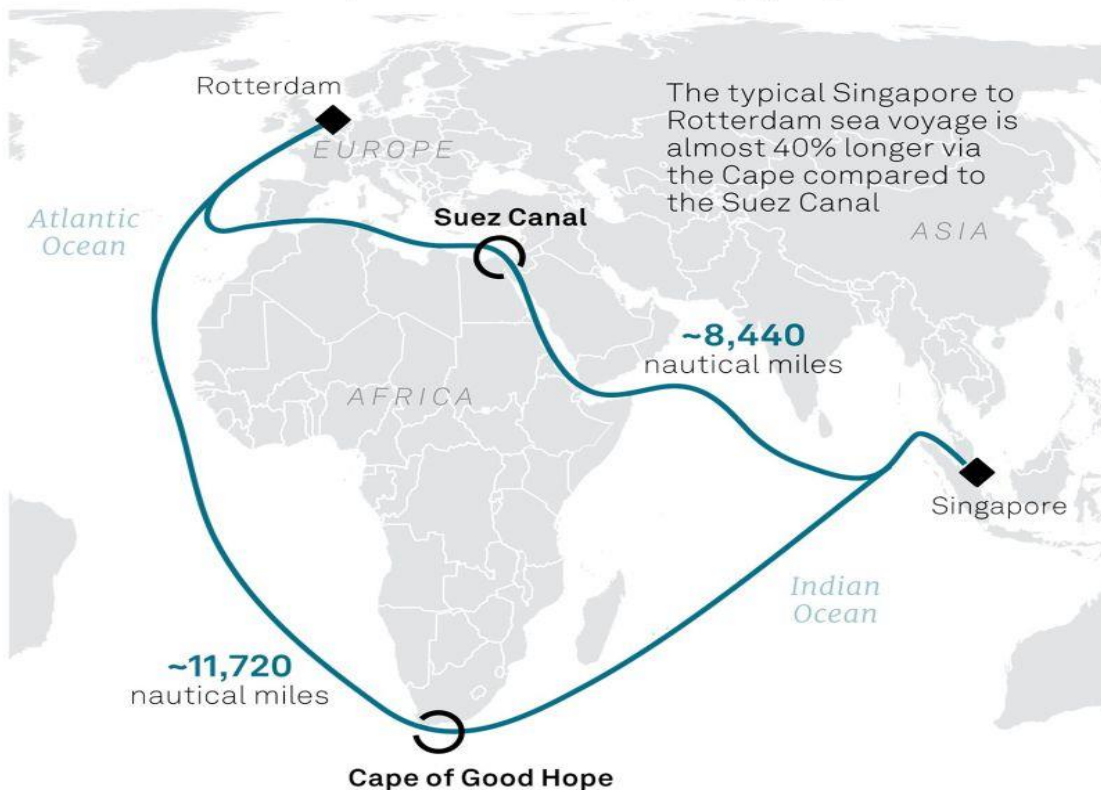 Rotterdam
EUROPE
The typical Singapore to
Rotterdam sea voyage is
almost 40% longer via
the Cape compared to
the Suez Canal
Atlantic
Ocean
Suez Canal
ASIA
~8,440
nautical miles
AFRICA
Singapore
Indian
Ocean
~11,720
nautical miles
Cape of Good Hope